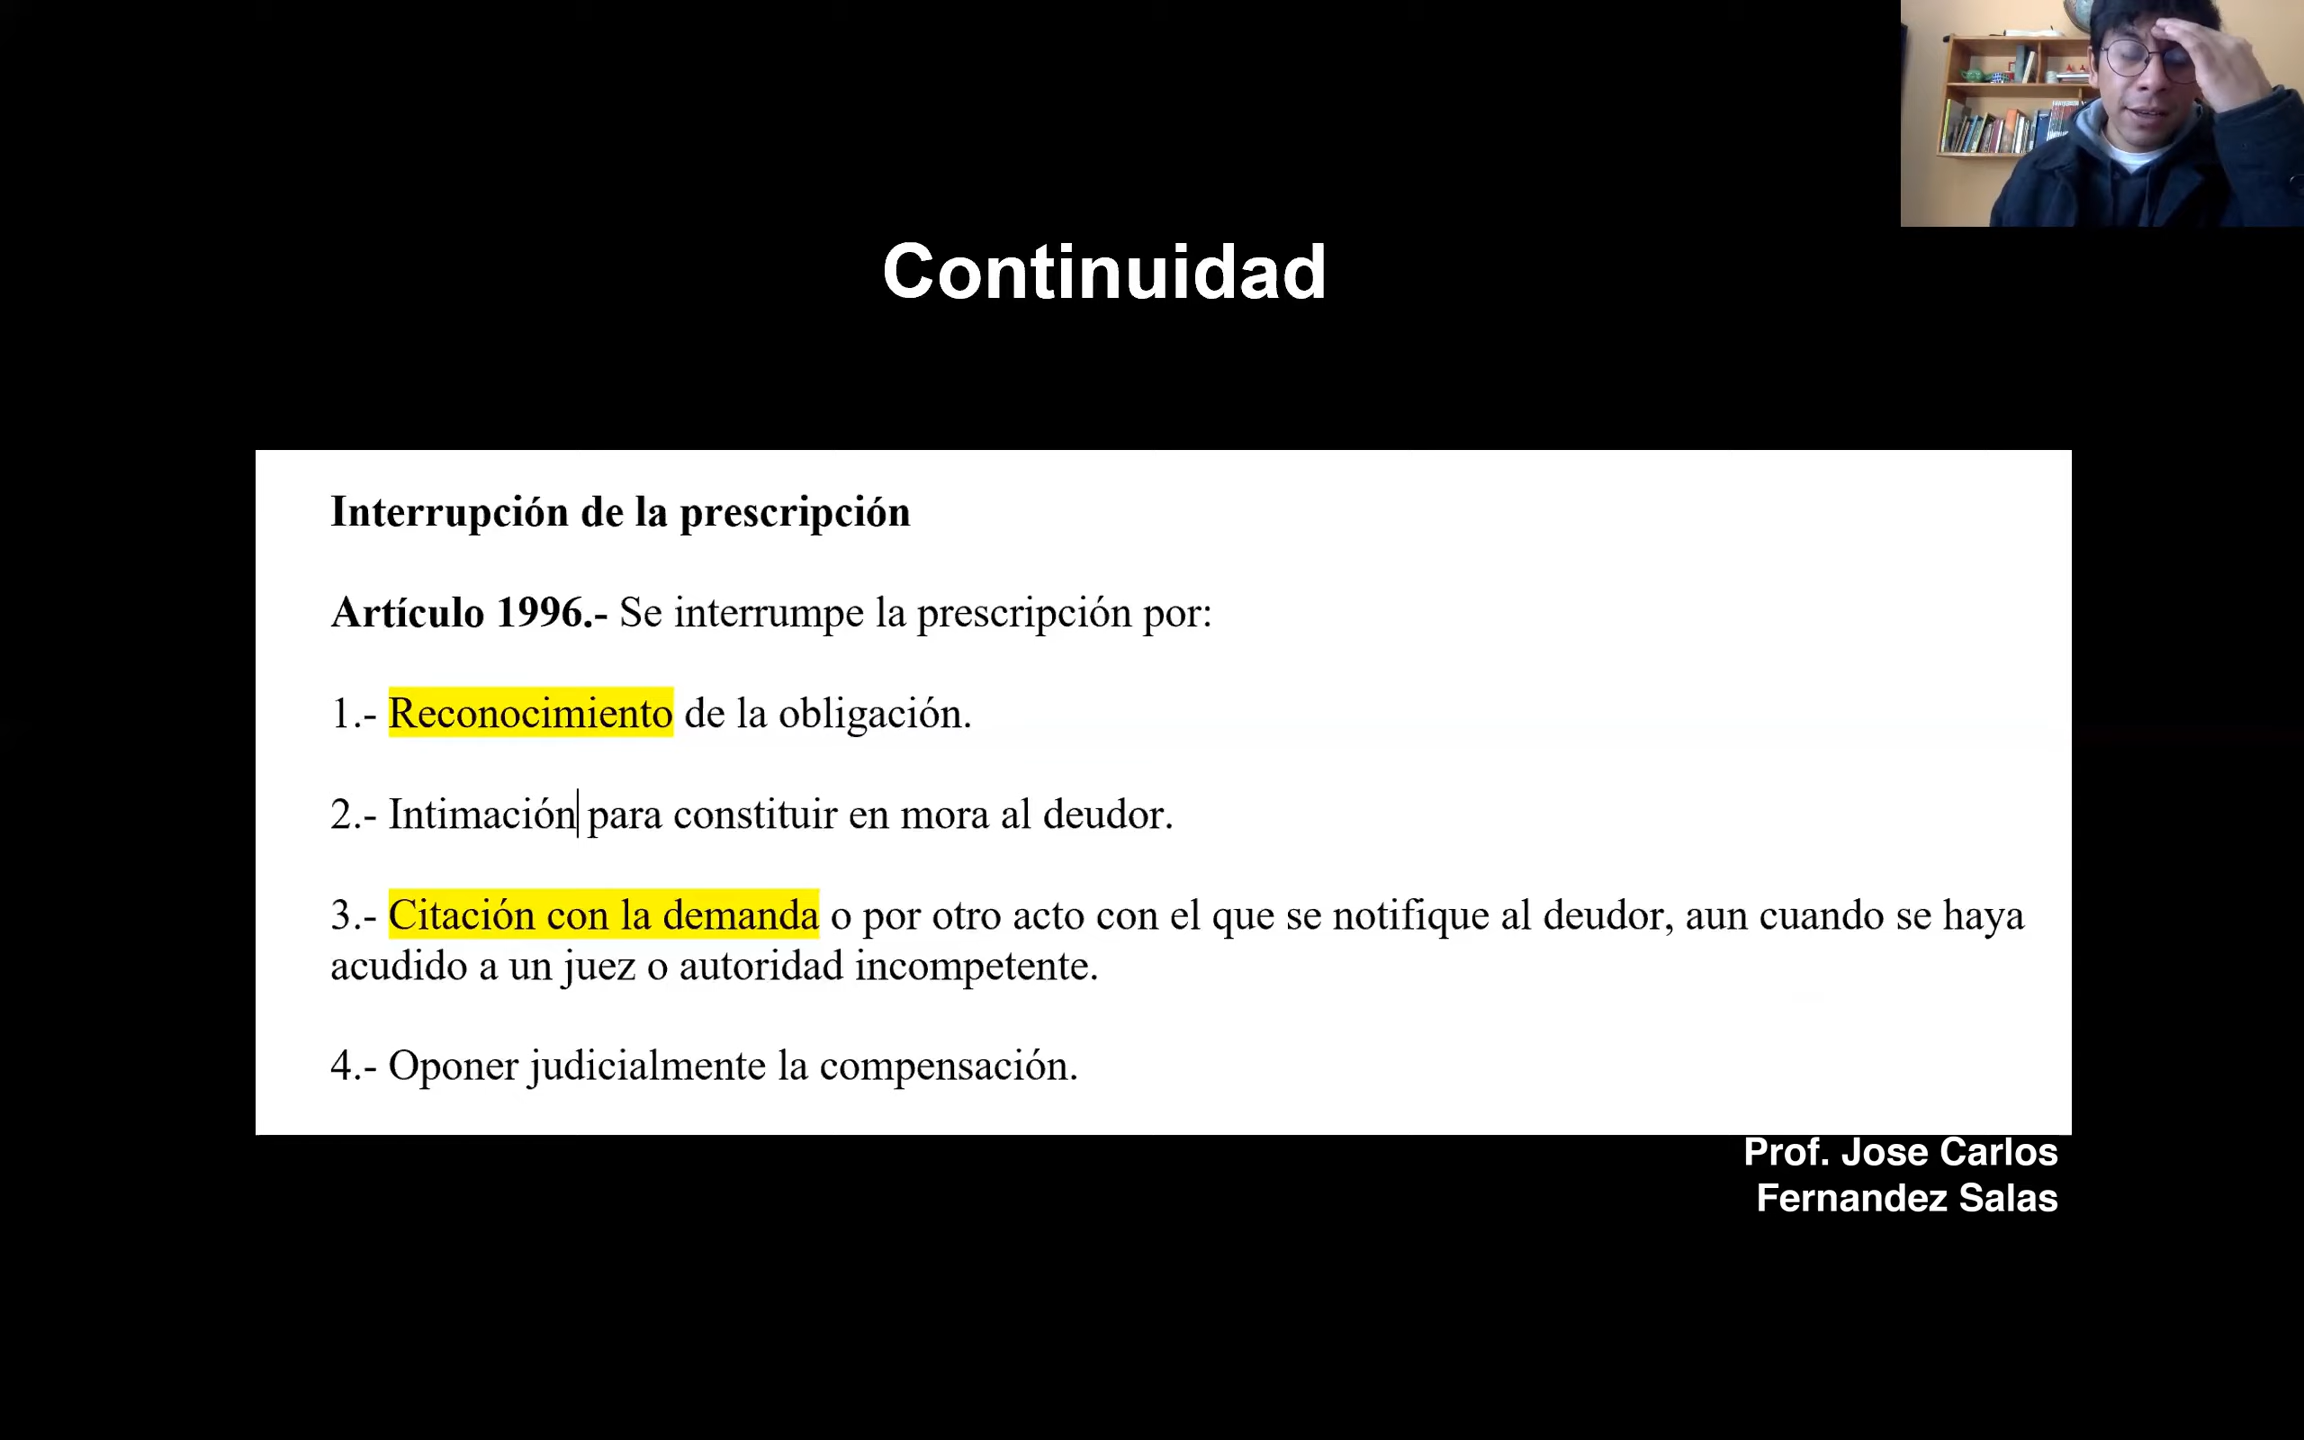 Continuidad
Interrupción de la prescripción
Artículo 1996.- Se interrumpe la prescripción por:
1.- Reconocimiento de la obligación.
2.- Intimación para constituir en mora al deudor.
3.- Citación con la demanda o por otro acto con el que se notifique al deudor, aun cuando se haya
acudido a un juez o autoridad incompetente.
4.- Oponer judicialmente la compensación.
Prof. Jose Carlos
Fernandez Salas